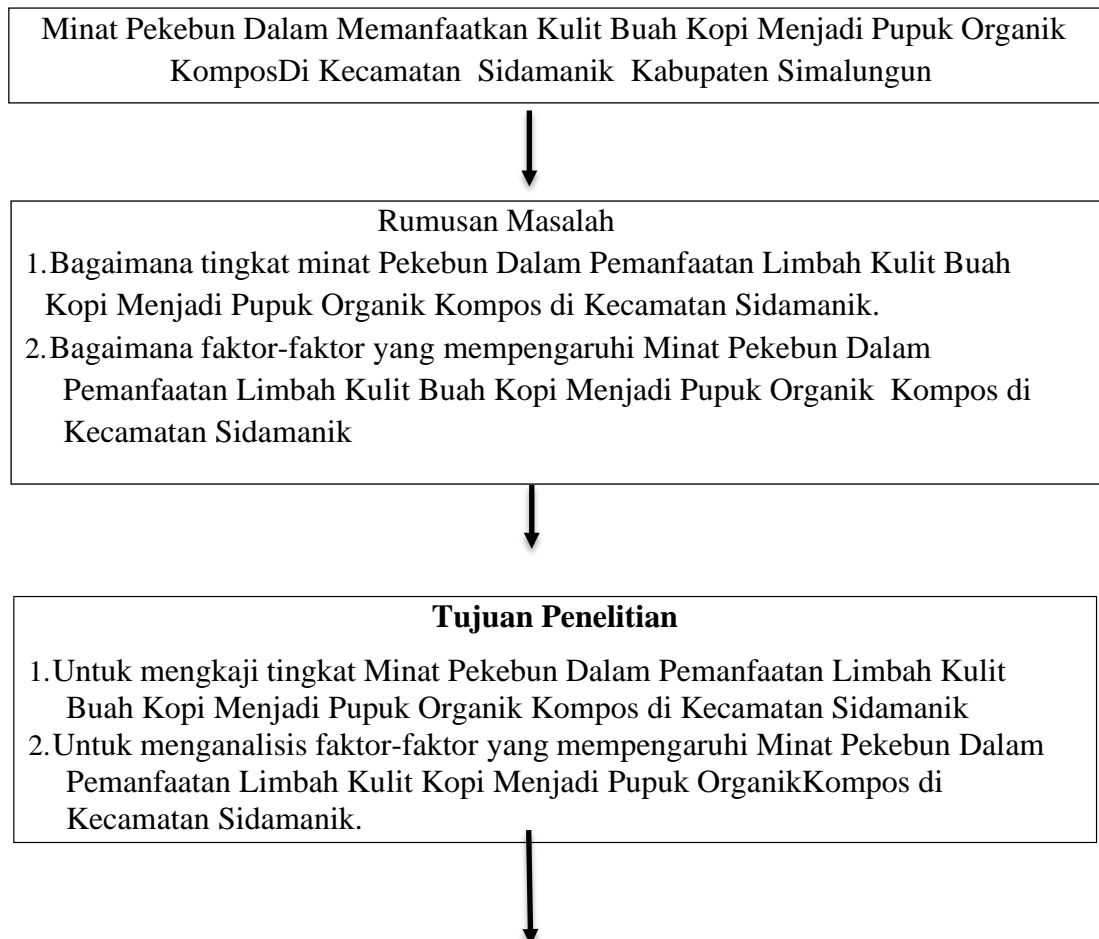 Minat Pekebun Dalam Memanfaatkan Kulit Buah Kopi Menjadi Pupuk Organik
KomposDi Kecamatan Sidamanik Kabupaten Simalungun
Rumusan Masalah
1.Bagaimana tingkat minat Pekebun Dalam Pemanfaatan Limbah Kulit Buah
Kopi Menjadi Pupuk Organik Kompos di Kecamatan Sidamanik.
2.Bagaimana faktor-faktor yang mempengaruhi Minat Pekebun Dalam
Pemanfaatan Limbah Kulit Buah Kopi Menjadi Pupuk Organik Kompos di
Kecamatan Sidamanik
Tujuan Penelitian
1.Untuk mengkaji tingkat Minat Pekebun Dalam Pemanfaatan Limbah Kulit
Buah Kopi Menjadi Pupuk Organik Kompos di Kecamatan Sidamanik
2.Untuk menganalisis faktor-faktor yang mempengaruhi Minat Pekebun Dalam
Pemanfaatan Limbah Kulit Kopi Menjadi Pupuk OrganikKompos di
Kecamatan Sidamanik.